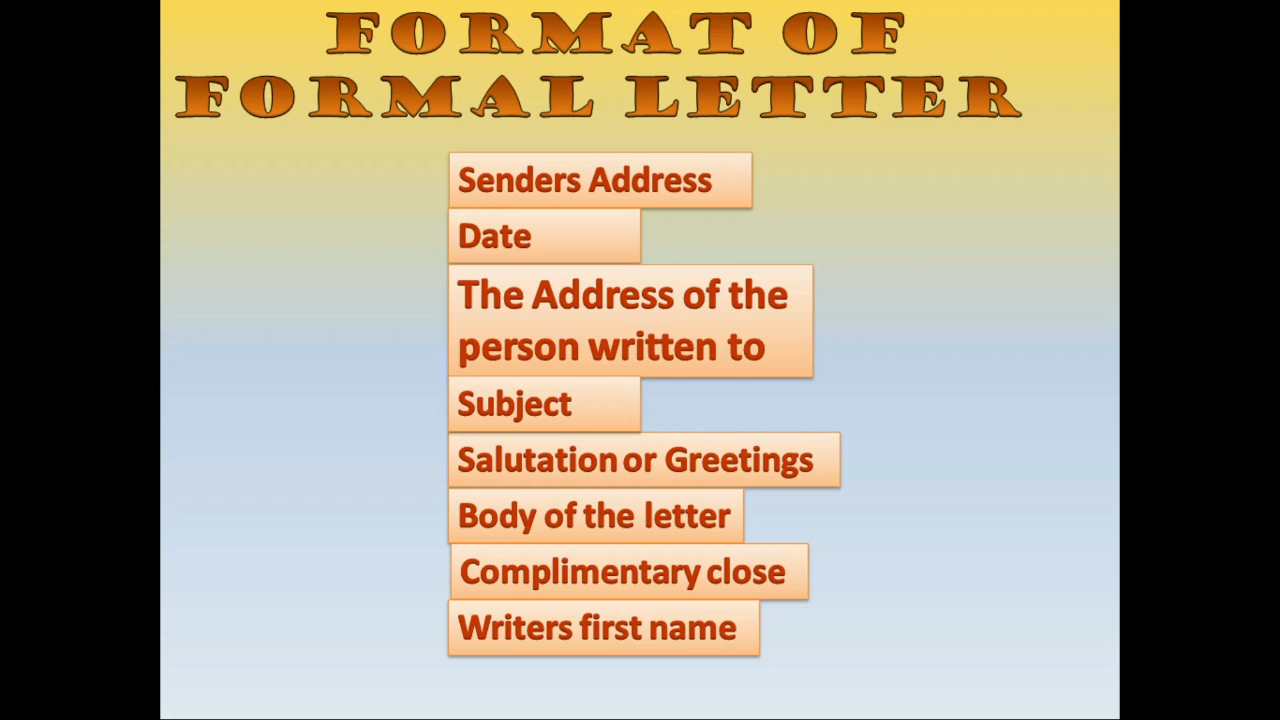 FORMAT OF
FORMAL LETTER
Senders Address
Date
The Address of the
person written to
Subject
Salutation or Greetings
Body of the letter
Complimentary close
Writers first name